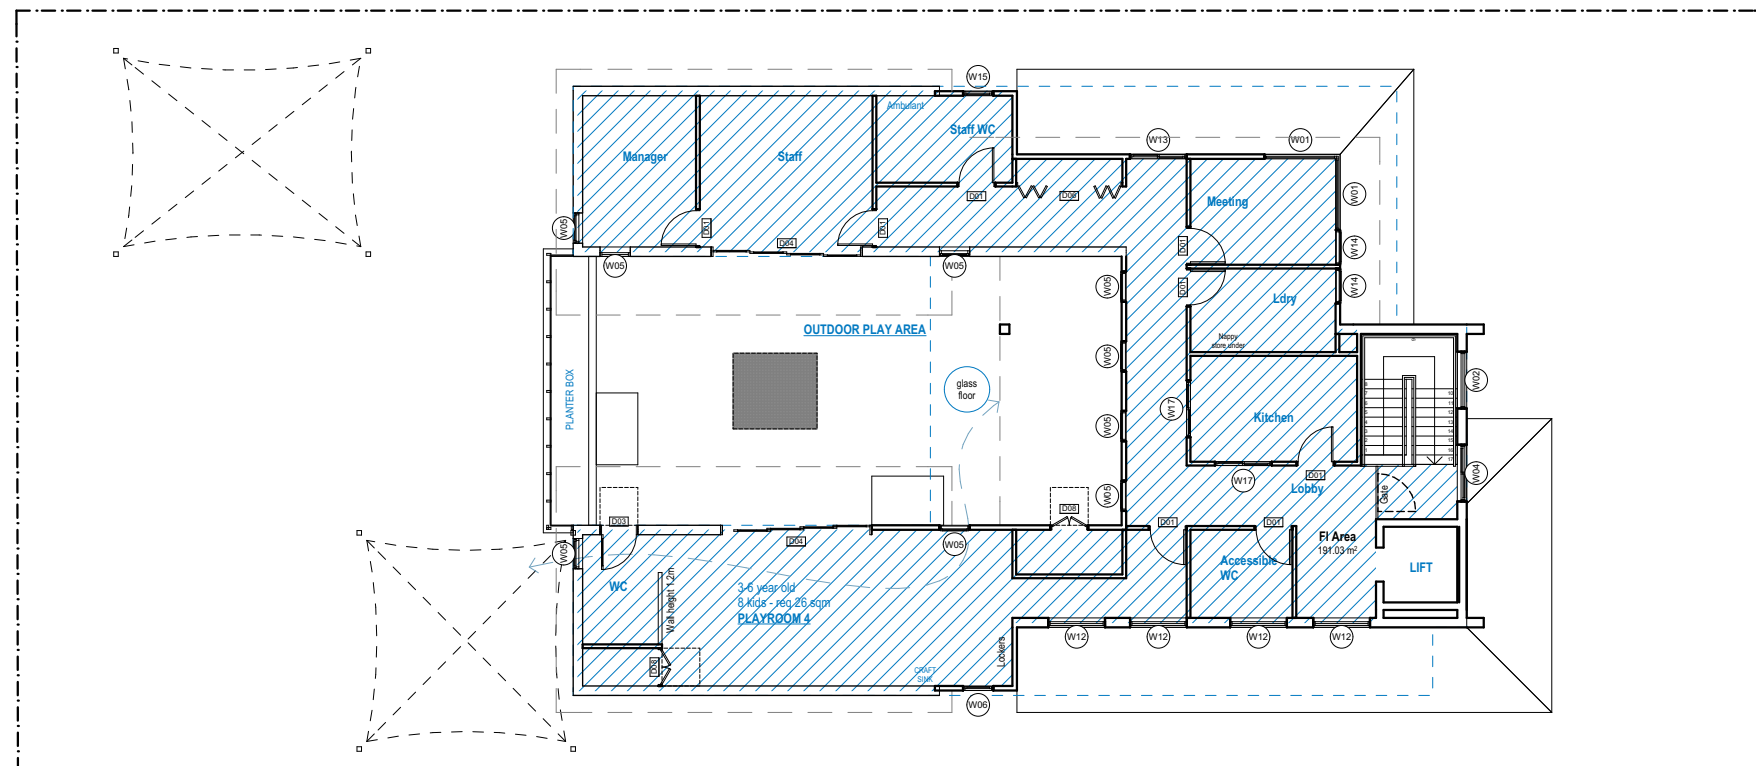 W15
Ambulant
Staff WC
W13
W01
Manager
Staff
D01
D06
Meeting
W01
W05
D01
D01
D04
D01
W14
W05
W05
D01
W14
W05
Ldry
Nappy
store under
OUTDOOR PLAY AREA
W05
PLANTER BOX
glass
floor
W17
Kitchen
W02
W05
D01
W17
Lobby
Gate
W04
W05
D08
D03
D04
W05
W05
D01
D01
Fl Area
191.03 m²
Accessible
WC
LIFT
WC
Wall height 1.2m
3-6 year old
8 kids - req 26 sqm
PLAYROOM 4
Lockers
W12
W12
W12
W12
D08
CRAFT
SINK
W06